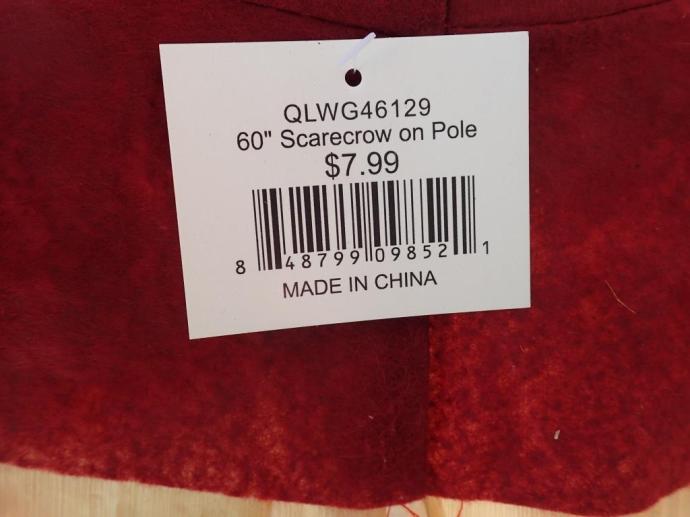 QLWG46129
60" Scarecrow on Pole
$7.99
8 48799 09852 1
MADE IN CHINA